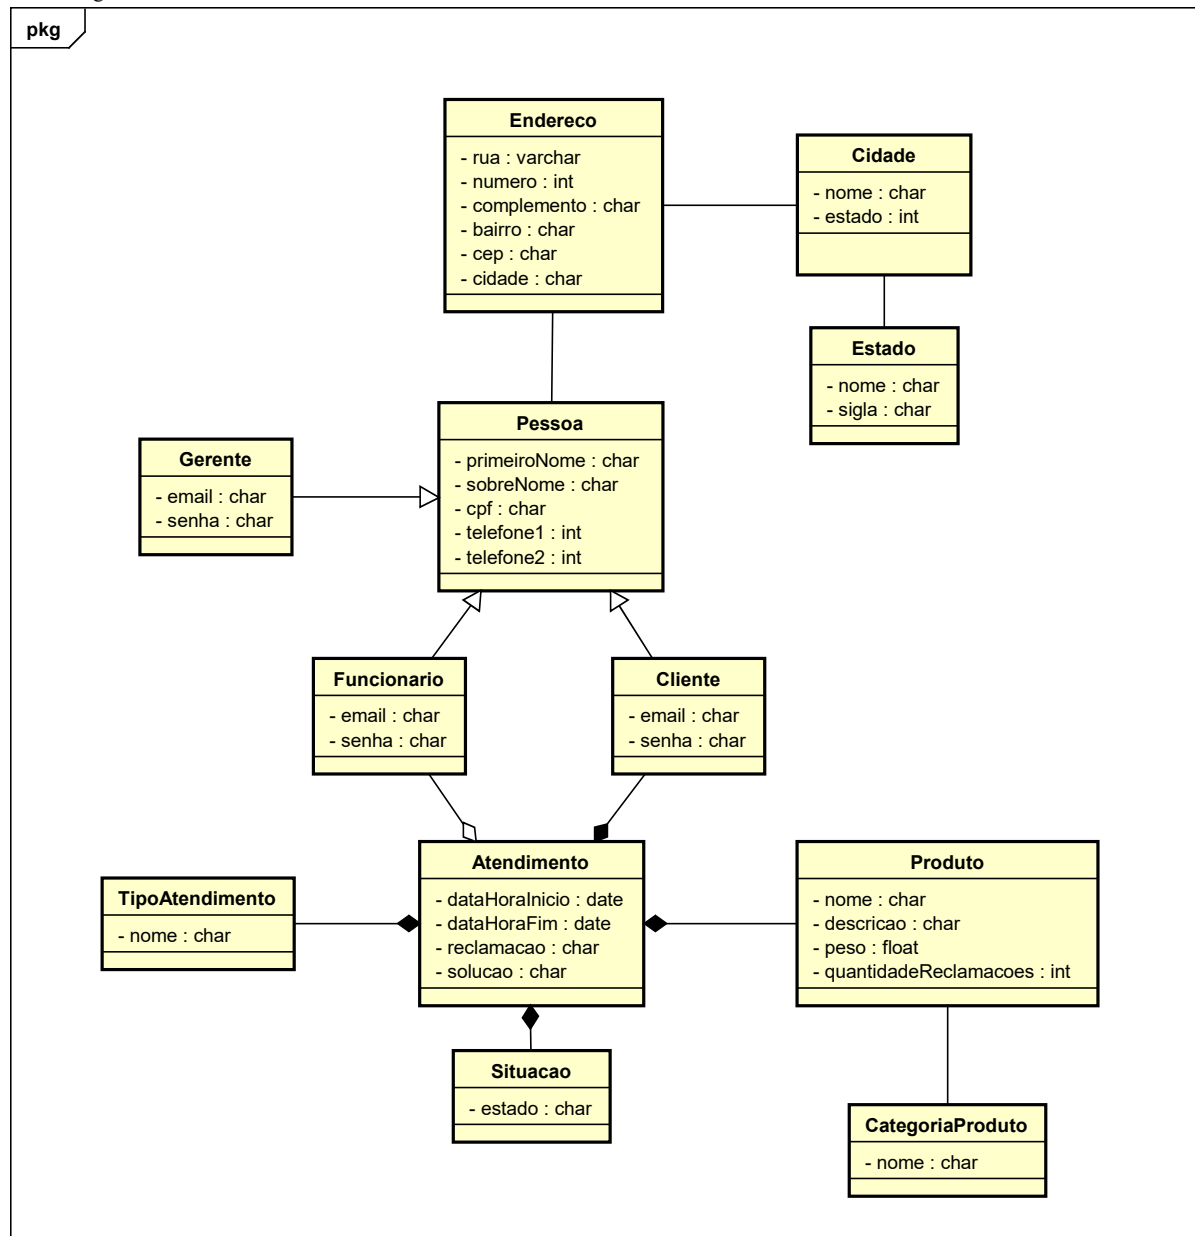 pkg
Endereco
- rua : varchar
- numero : int
- complemento : char
- bairro : char
- cep : char
- cidade : char
Cidade
- nome : char
- estado : int
Estado
- nome : char
- sigla : char
Pessoa
- primeiroNome : char
- sobreNome : char
- cpf : char
- telefone1 : int
- telefone2 : int
Gerente
- email : char
- senha : char
Funcionario
- email : char
- senha : char
Cliente
- email : char
- senha : char
TipoAtendimento
- nome : char
Atendimento
- dataHoraInicio : date
- dataHoraFim : date
- reclamacao : char
- solucao : char
Produto
- nome : char
- descricao : char
- peso : float
- quantidadeReclamacoes : int
Situacao
- estado : char
CategoriaProduto
- nome : char